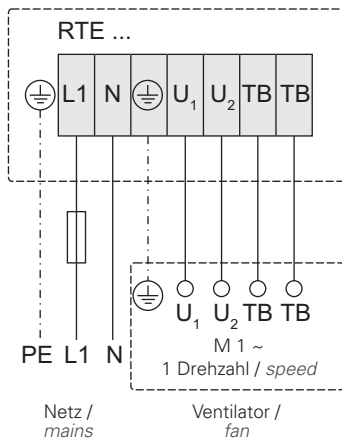 RTE ...
L1 N U₁ U₂ TB TB
U₁ U₂ TB TB
M 1 ~
1 Drehzahl / speed
PE L1 N
Netz / mains
Ventilator / fan